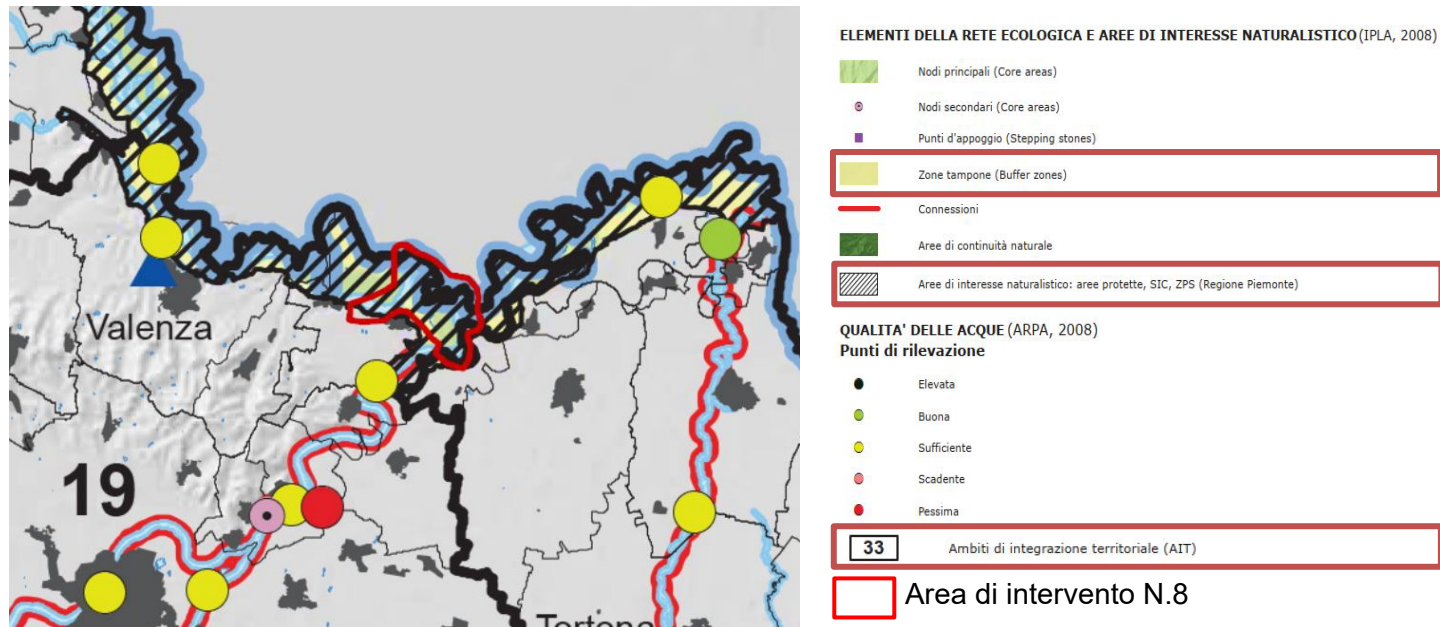 Valenza
19
Tortona
ELEMENTI DELLA RETE ECOLOGICA E AREE DI INTERESSE NATURALISTICO (IPLA, 2008)
Nodi principali (Core areas)
Nodi secondari (Core areas)
Punti d'appoggio (Stepping stones)
Zone tampone (Buffer zones)
Connessioni
Aree di continuità naturale
Aree di interesse naturalistico: aree protette, SIC, ZPS (Regione Piemonte)
QUALITA' DELLE ACQUE (ARPA, 2008)
Punti di rilevazione
Elevata
Buona
Sufficiente
Scadente
Pessima
33 Ambiti di integrazione territoriale (AIT)
Area di intervento N.8